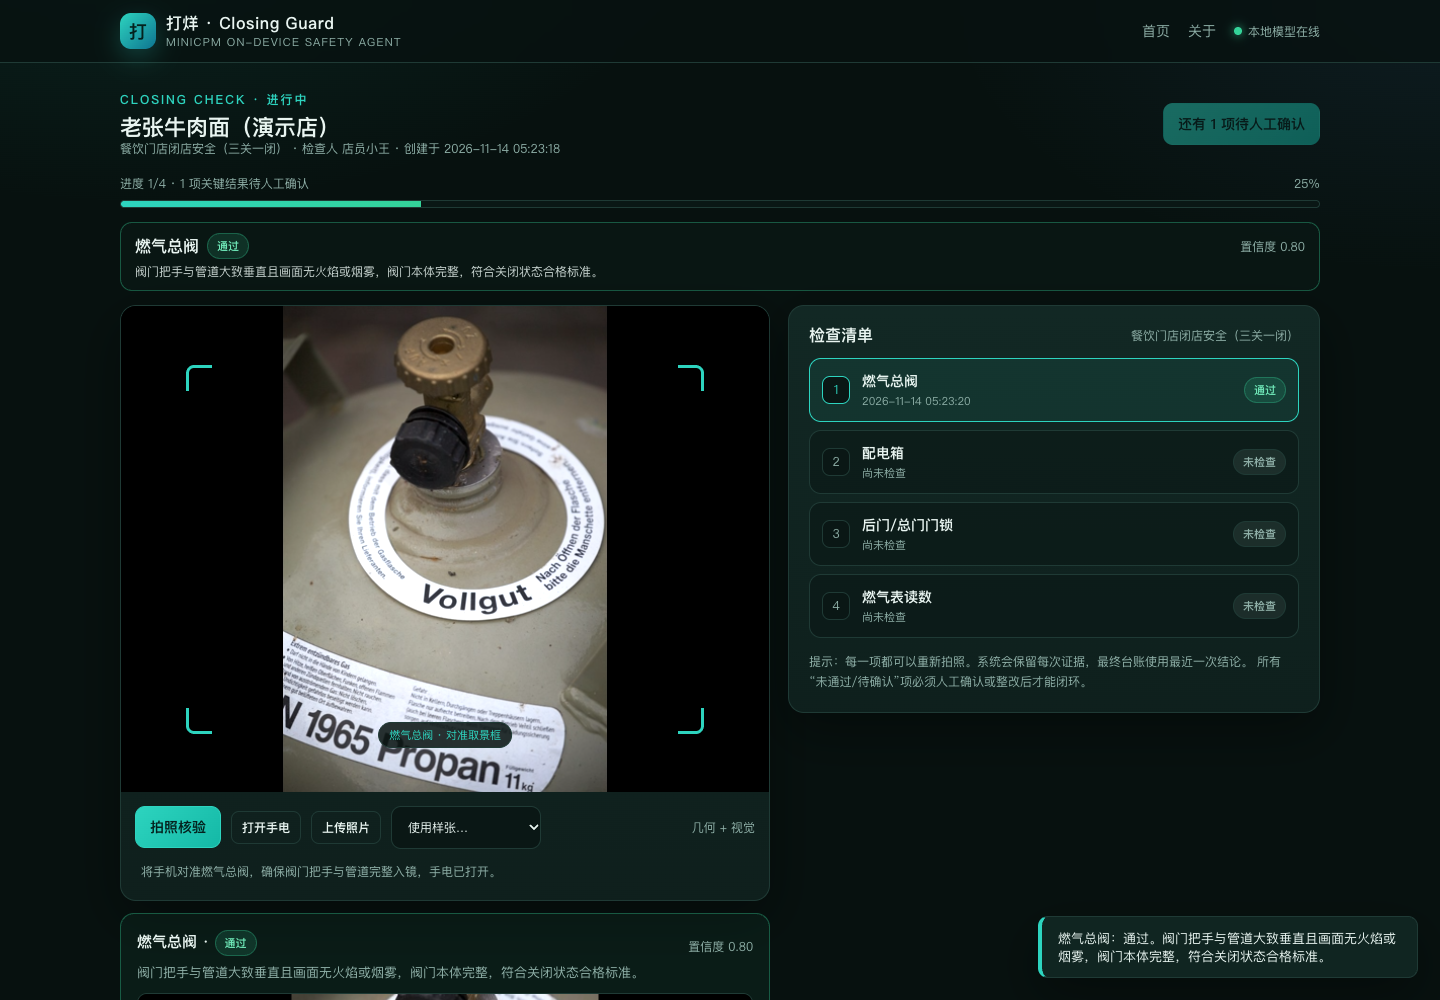 打
打烊 · Closing Guard
MINICPM ON-DEVICE SAFETY AGENT
首页
关于
本地模型在线
CLOSING CHECK · 进行中
老张牛肉面（演示店）
餐饮门店闭店安全（三关一闭） · 检查人 店员小王 · 创建于 2026-11-14 05:23:18
还有 1 项待人工确认
进度 1/4 · 1 项关键结果待人工确认
25%
燃气总阀 通过
置信度 0.80
阀门把手与管道大致垂直且画面无火焰或烟雾，阀门本体完整，符合关闭状态合格标准。
Vollgut
Nach Öffnen der Flasche
bitte die Manschette entfernen.
N 1965 Propan 11kg
燃气总阀 · 对准取景框
拍照核验
打开手电
上传照片
使用样张...
几何 + 视觉
将手机对准燃气总阀，确保阀门把手与管道完整入镜，手电已打开。
检查清单
餐饮门店闭店安全（三关一闭）
1
燃气总阀
2026-11-14 05:23:20
通过
2
配电箱
尚未检查
未检查
3
后门/总门门锁
尚未检查
未检查
4
燃气表读数
尚未检查
未检查
提示：每一项都可以重新拍照。系统会保留每次证据，最终台账使用最近一次结论。 所有
“未通过/待确认”项必须人工确认或整改后才能闭环。
燃气总阀 · 通过
置信度 0.80
阀门把手与管道大致垂直且画面无火焰或烟雾，阀门本体完整，符合关闭状态合格标准。
燃气总阀：通过。阀门把手与管道大致垂直且画面无火焰或
烟雾，阀门本体完整，符合关闭状态合格标准。